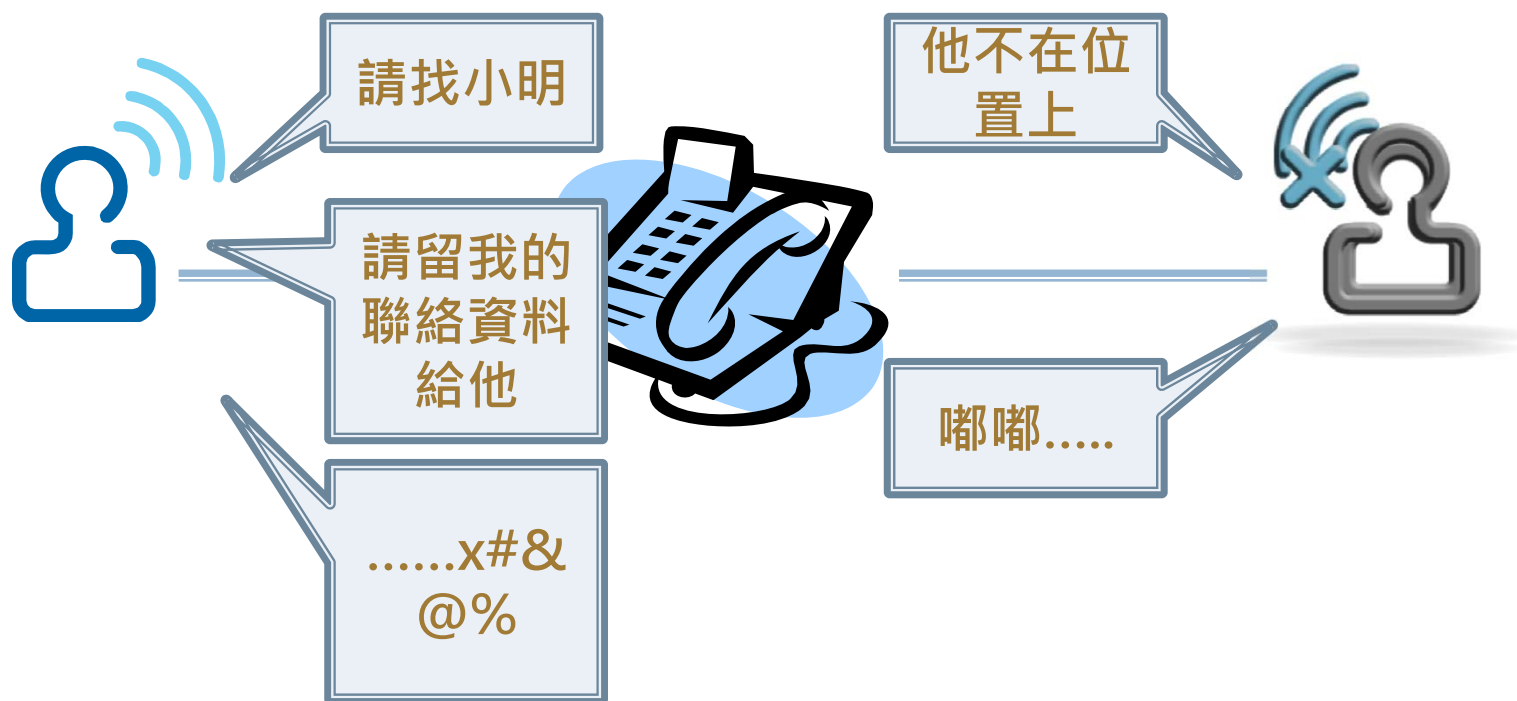 請找小明
他不在位
置上
請留我的
聯絡資料
給他
嘟嘟.....
......x#&
@%